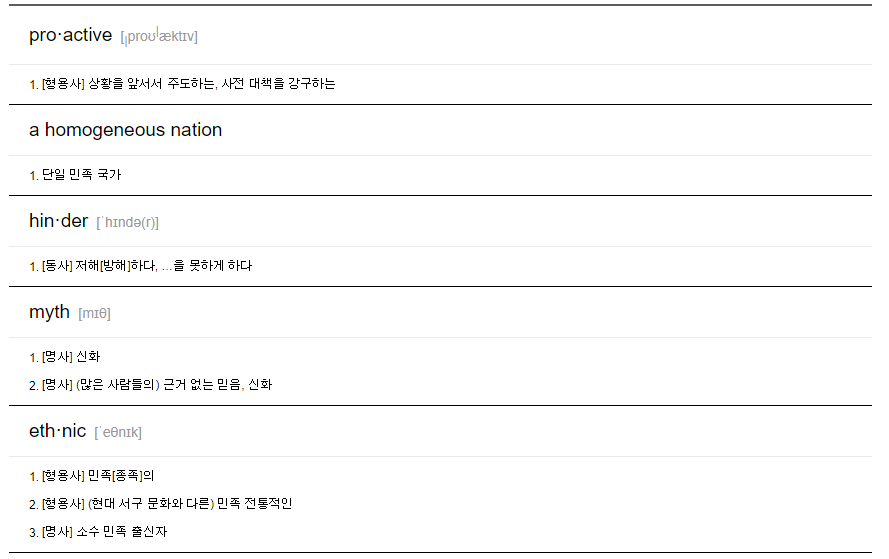 pro·active [|proʊ|æktɪv]
1. [형용사] 상황을 앞서서 주도하는, 사전 대책을 강구하는
a homogeneous nation
1. 단일 민족 국가
hin·der [ˈhɪndə(r)]
1. [동사] 저해[방해]하다, …을 못하게 하다
myth [mɪθ]
1. [명사] 신화
2. [명사] (많은 사람들의) 근거 없는 믿음, 신화
eth·nic [ˈeθnɪk]
1. [형용사] 민족[종족]의
2. [형용사] (현대 서구 문화와 다른) 민족 전통적인
3. [명사] 소수 민족 출신자